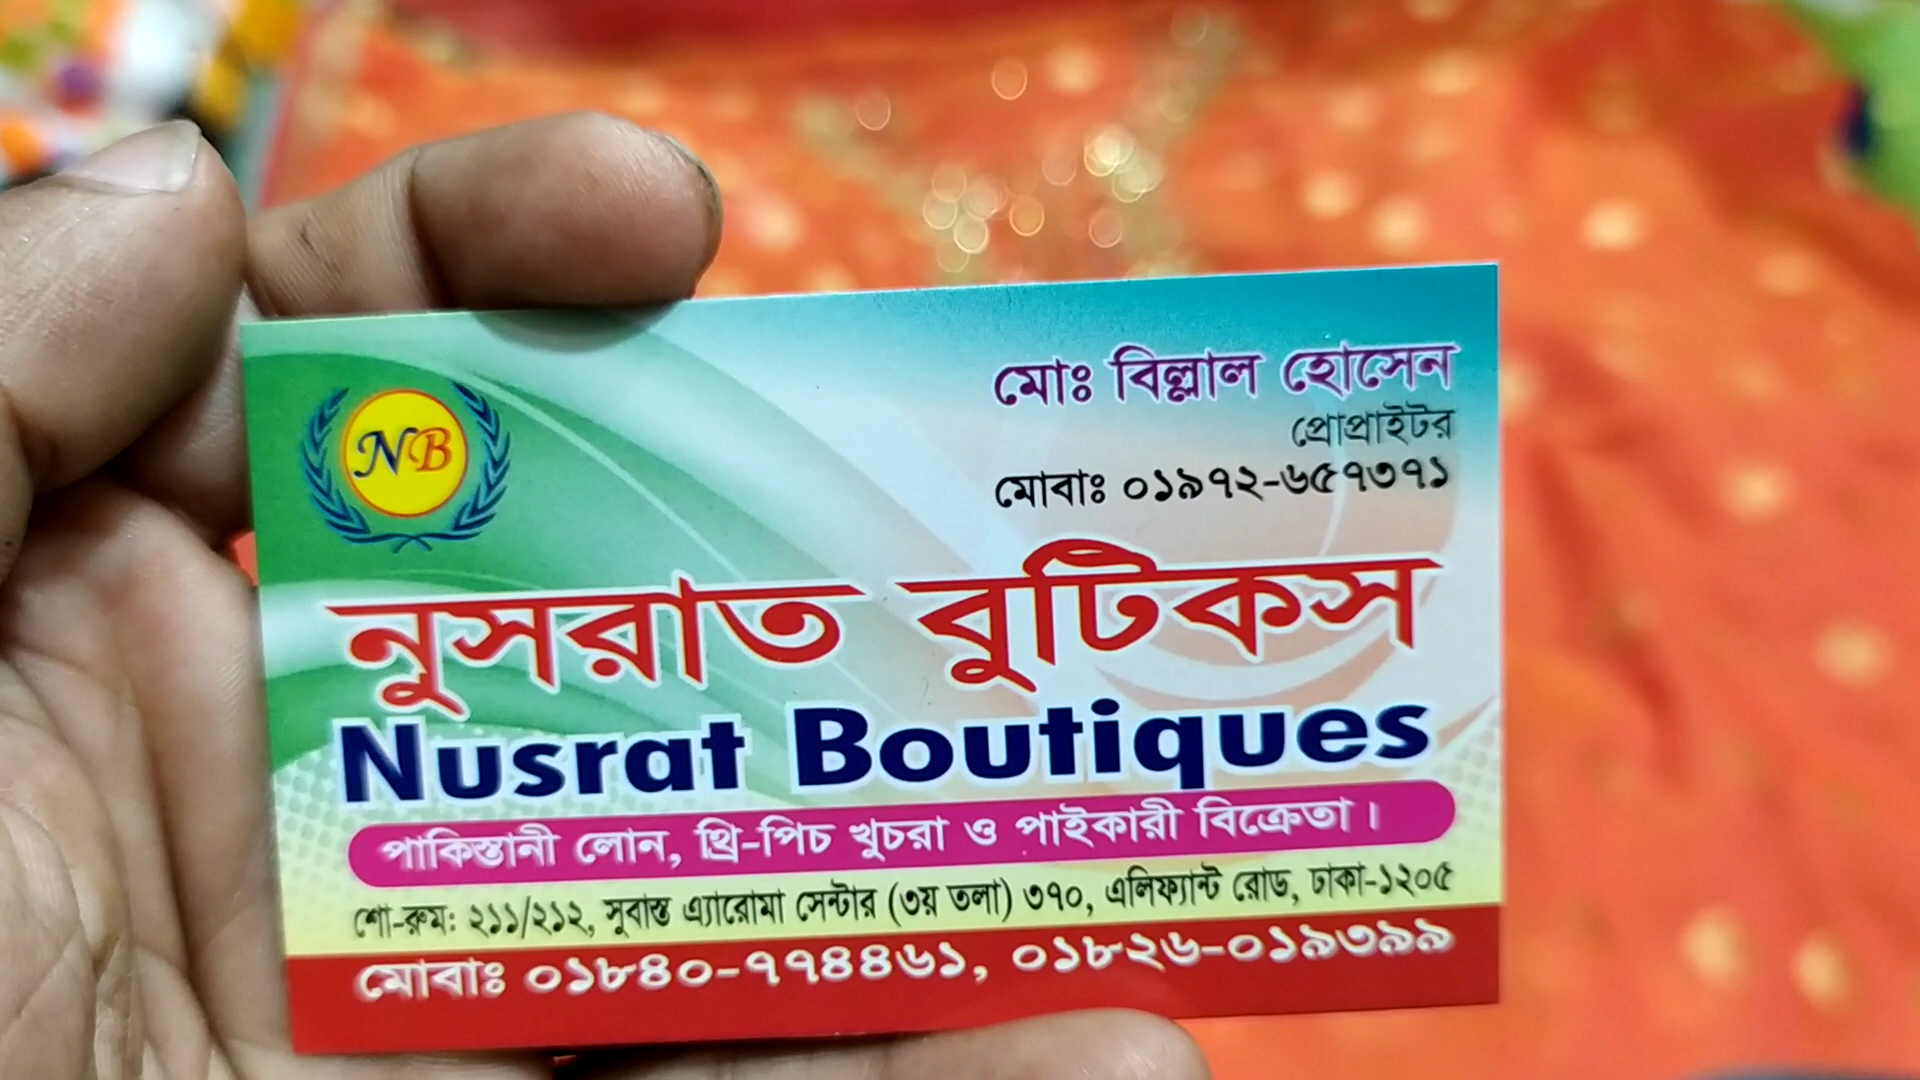 NB
মোঃ বিল্লাল হোসেন
প্রোপ্রাইটর
মোবাঃ ০১৯৭২-৬৫৭৩৭১
নুসরাত বুটিকস
Nusrat Boutiques
পাকিস্তানী লোন, থ্রি-পিচ খুচরা ও পাইকারী বিক্রেতা।
শো-রুম: ২১১/২১২, সুবাস্ত এ্যারোমা সেন্টার (৩য় তলা) ৩৭০, এলিফ্যান্ট রোড, ঢাকা-১২০৫
মোবাঃ ০১৮৪০-৭৭৪৪৬১, ০১৮২৬-০১৯৩৯৯